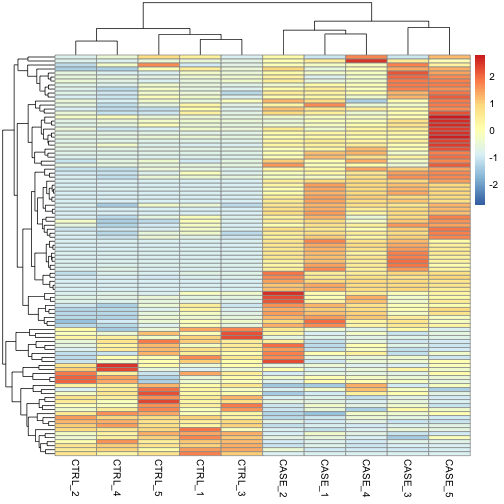 2
1
0
-1
-2
CTRL_2
CTRL_4
CTRL_5
CTRL_1
CTRL_3
CASE_2
CASE_1
CASE_4
CASE_3
CASE_5